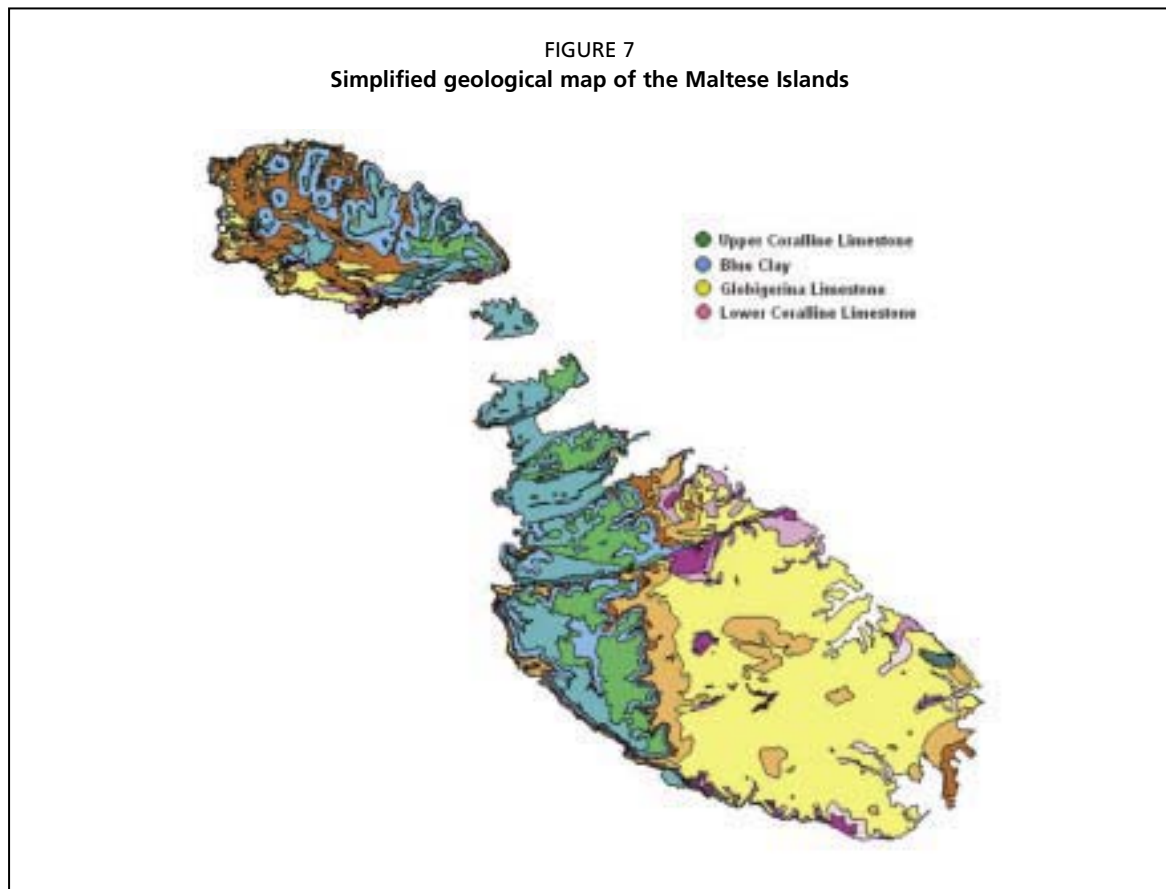 FIGURE 7
Simplified geological map of the Maltese Islands
Upper Coralline Limestone
Blue Clay
Globigerina Limestone
Lower Coralline Limestone